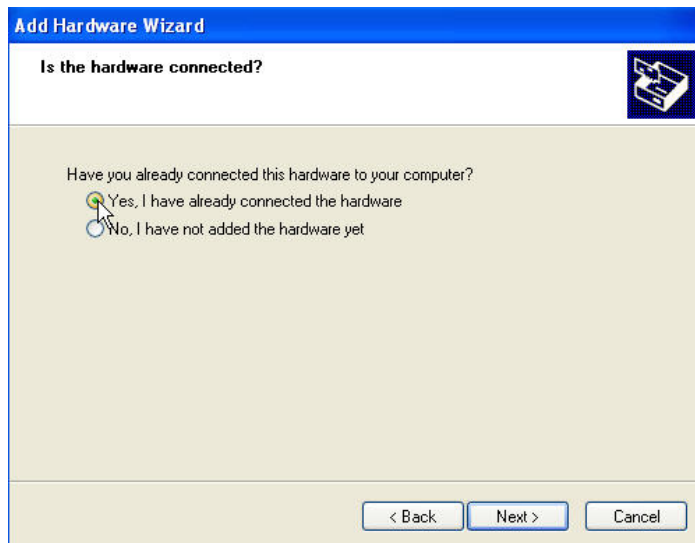 Add Hardware Wizard
Is the hardware connected?
Have you already connected this hardware to your computer?
Yes, I have already connected the hardware
No, I have not added the hardware yet
< Back Next > Cancel